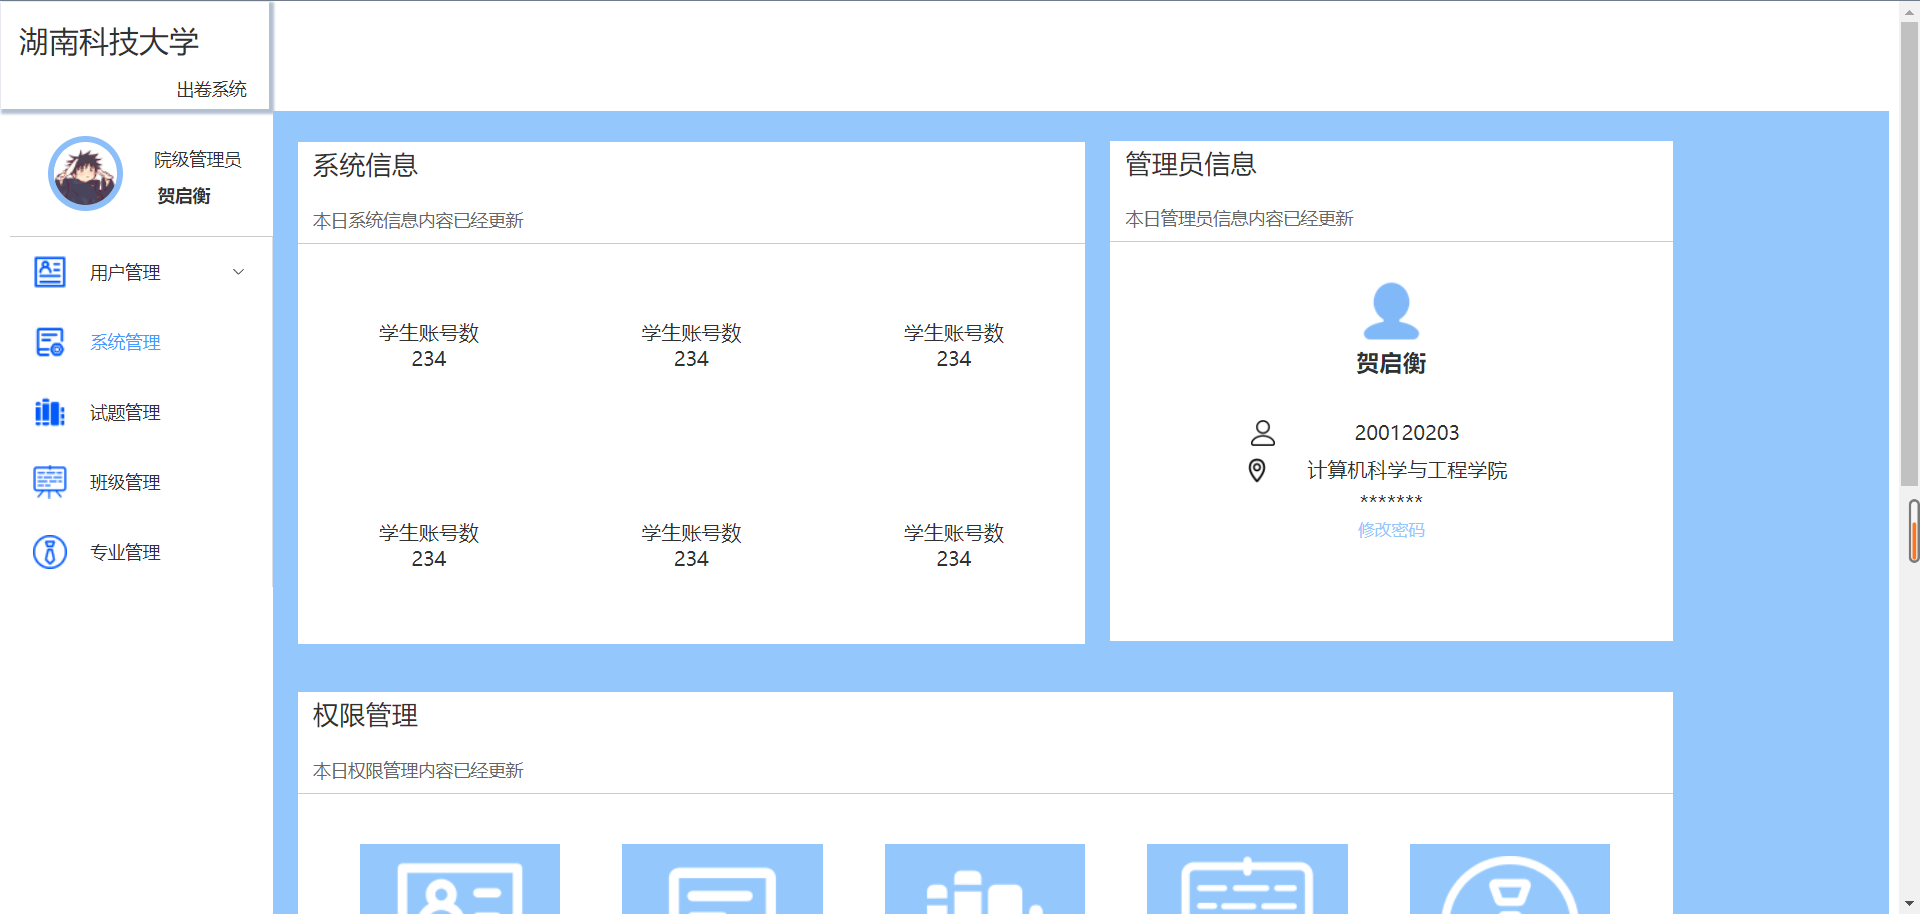 湖南科技大学
出卷系统
院级管理员
贺启衡
用户管理
系统管理
试题管理
班级管理
专业管理
系统信息
本日系统信息内容已经更新
学生账号数
234
学生账号数
234
学生账号数
234
学生账号数
234
学生账号数
234
学生账号数
234
管理员信息
本日管理员信息内容已经更新
贺启衡
200120203
计算机科学与工程学院
*******
修改密码
权限管理
本日权限管理内容已经更新